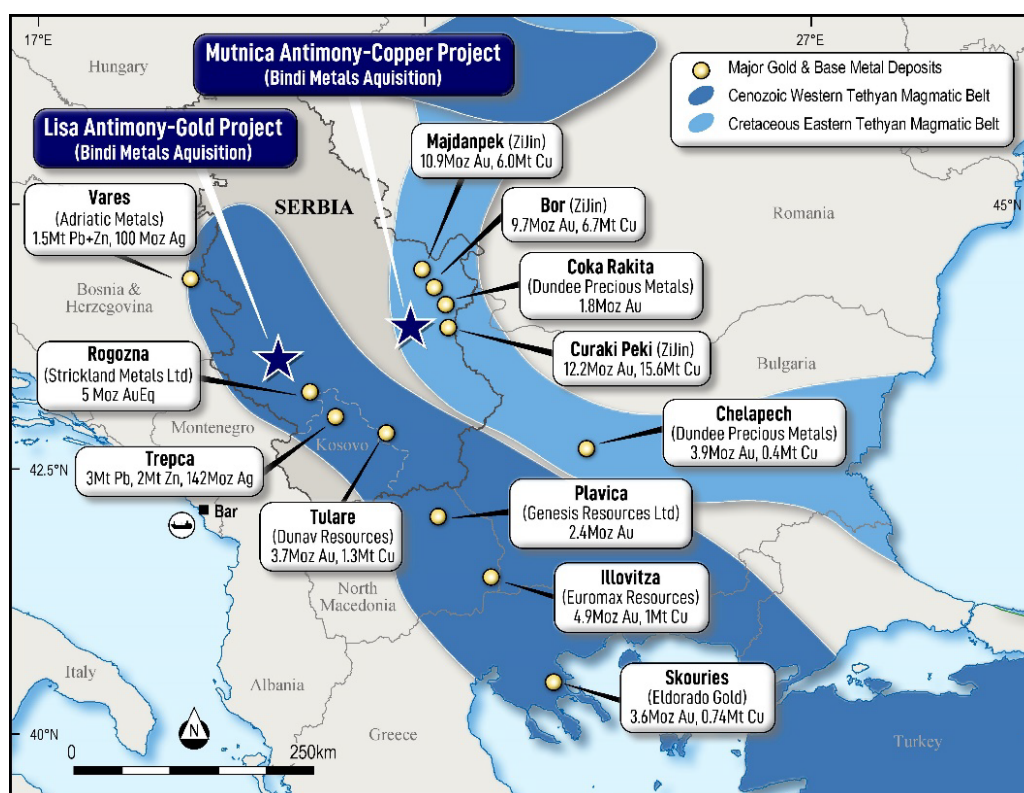 17°E
27°E
Hungary
Mutnica Antimony-Copper Project
(Bindi Metals Aquisition)
Major Gold & Base Metal Deposits
Cenozoic Western Tethyan Magmatic Belt
Cretaceous Eastern Tethyan Magmatic Belt
Lisa Antimony-Gold Project
(Bindi Metals Aquisition)
Majdanpek (ZiJin)
10.9Moz Au, 6.0Mt Cu
Vares
(Adriatic Metals)
1.5Mt Pb+Zn, 100 Moz Ag
SERBIA
Bor (ZiJin)
9.7Moz Au, 6.7Mt Cu
Romania
45°N
Coka Rakita
(Dundee Precious Metals)
1.8Moz Au
Bosnia &
Herzegovina
Curaki Peki (ZiJin)
12.2Moz Au, 15.6Mt Cu
Bulgaria
Rogozna
(Strickland Metals Ltd)
5 Moz AuEq
Chelapech
(Dundee Precious Metals)
3.9Moz Au, 0.4Mt Cu
Montenegro
Kosovo
42.5°N
Trepca
3Mt Pb, 2Mt Zn, 142Moz Ag
Plavica
(Genesis Resources Ltd)
2.4Moz Au
Bar
Tulare
(Dunav Resources)
3.7Moz Au, 1.3Mt Cu
Illovitza
(Euromax Resources)
4.9Moz Au, 1Mt Cu
North
Macedonia
Skouries
(Eldorado Gold)
3.6Moz Au, 0.74Mt Cu
Italy
Albania
N
40°N
Greece
Turkey
0
250km